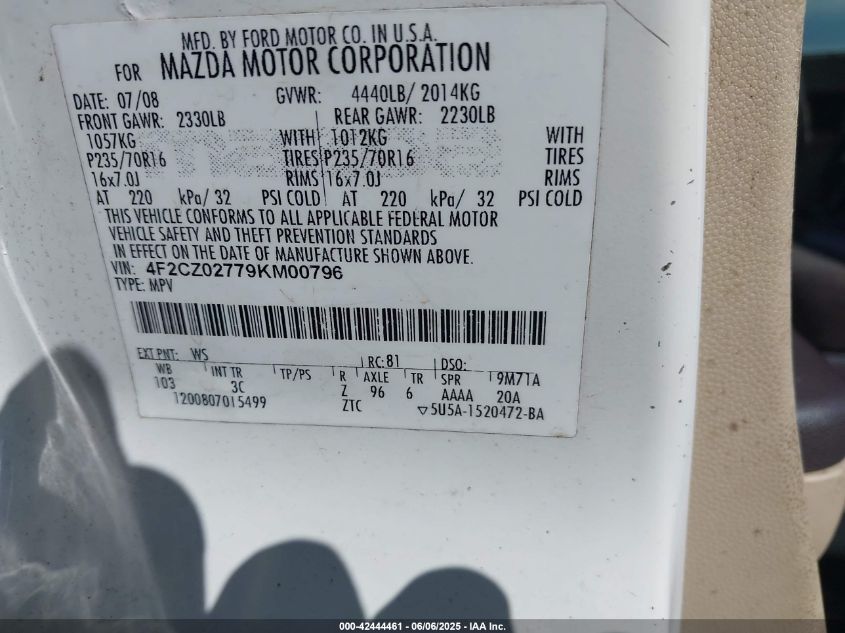 MFD. BY FORD MOTOR CO. IN U.S.A.
FOR MAZDA MOTOR CORPORATION
DATE: 07/08 GVWR: 4440LB/ 2014KG
FRONT GAWR: 2330LB REAR GAWR: 2230LB
1057KG WITH 1012KG WITH
P235/70R16 TIRES P235/70R16 TIRES
16x7.0J RIMS 16x7.0J RIMS
AT 220 kPa/ 32 PSI COLD AT 220 kPa/ 32 PSI COLD
THIS VEHICLE CONFORMS TO ALL APPLICABLE FEDERAL MOTOR
VEHICLE SAFETY AND THEFT PREVENTION STANDARDS
IN EFFECT ON THE DATE OF MANUFACTURE SHOWN ABOVE.
VIN: 4F2CZ02779KM00796
TYPE: MPV
EXT PNT: WS RC: 81 DSO:
WB INT TR TP/PS R AXLE TR SPR 9M71A
103 3C Z 96 6 AAAA 20A
1200807015499 ZTC ▽5U5A-1520472-BA
000-42444461 - 06/06/2025 - IAA Inc.